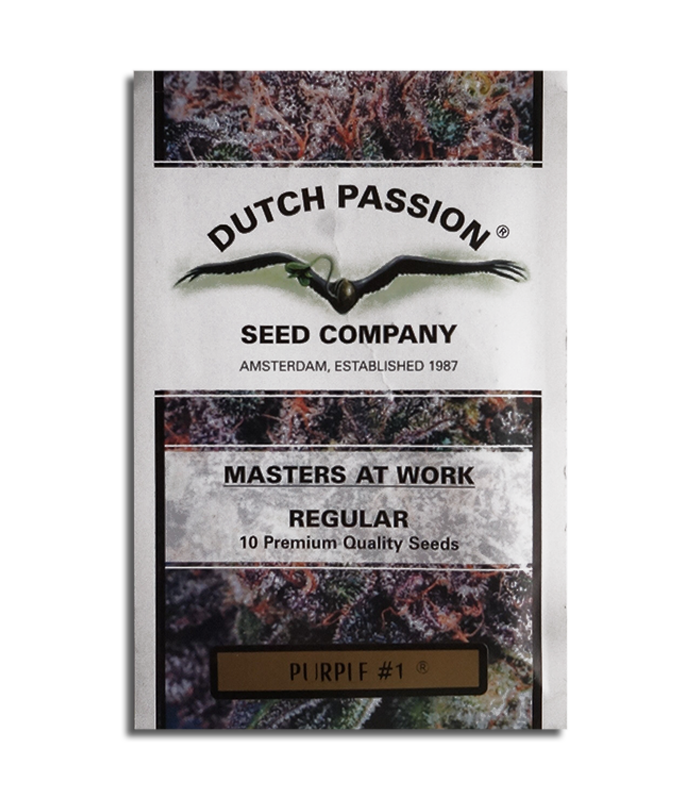 DUTCH PASSION ®
SEED COMPANY
AMSTERDAM, ESTABLISHED 1987
MASTERS AT WORK
REGULAR
10 Premium Quality Seeds
PURPLE #1 ®